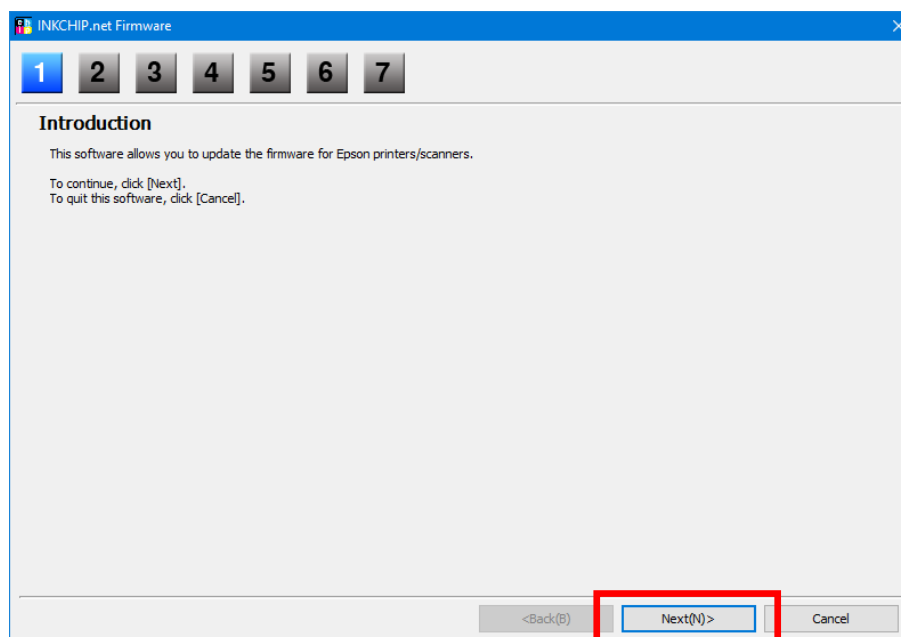 INKCHIP.net Firmware
1 2 3 4 5 6 7
Introduction
This software allows you to update the firmware for Epson printers/scanners.
To continue, click [Next].
To quit this software, click [Cancel].
<Back(B) Next(N)> Cancel